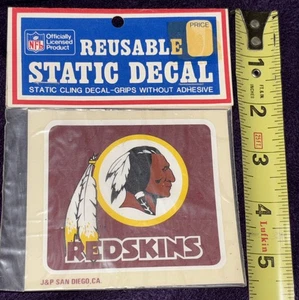 NFL
Officially
Licensed
Product
PRICE
REUSABLE
STATIC DECAL
STATIC CLING DECAL-GRIPS WITHOUT ADHESIVE
REDSKINS
J&P SAN DIEGO, CA.
1
2
3
4
5
Lufkin